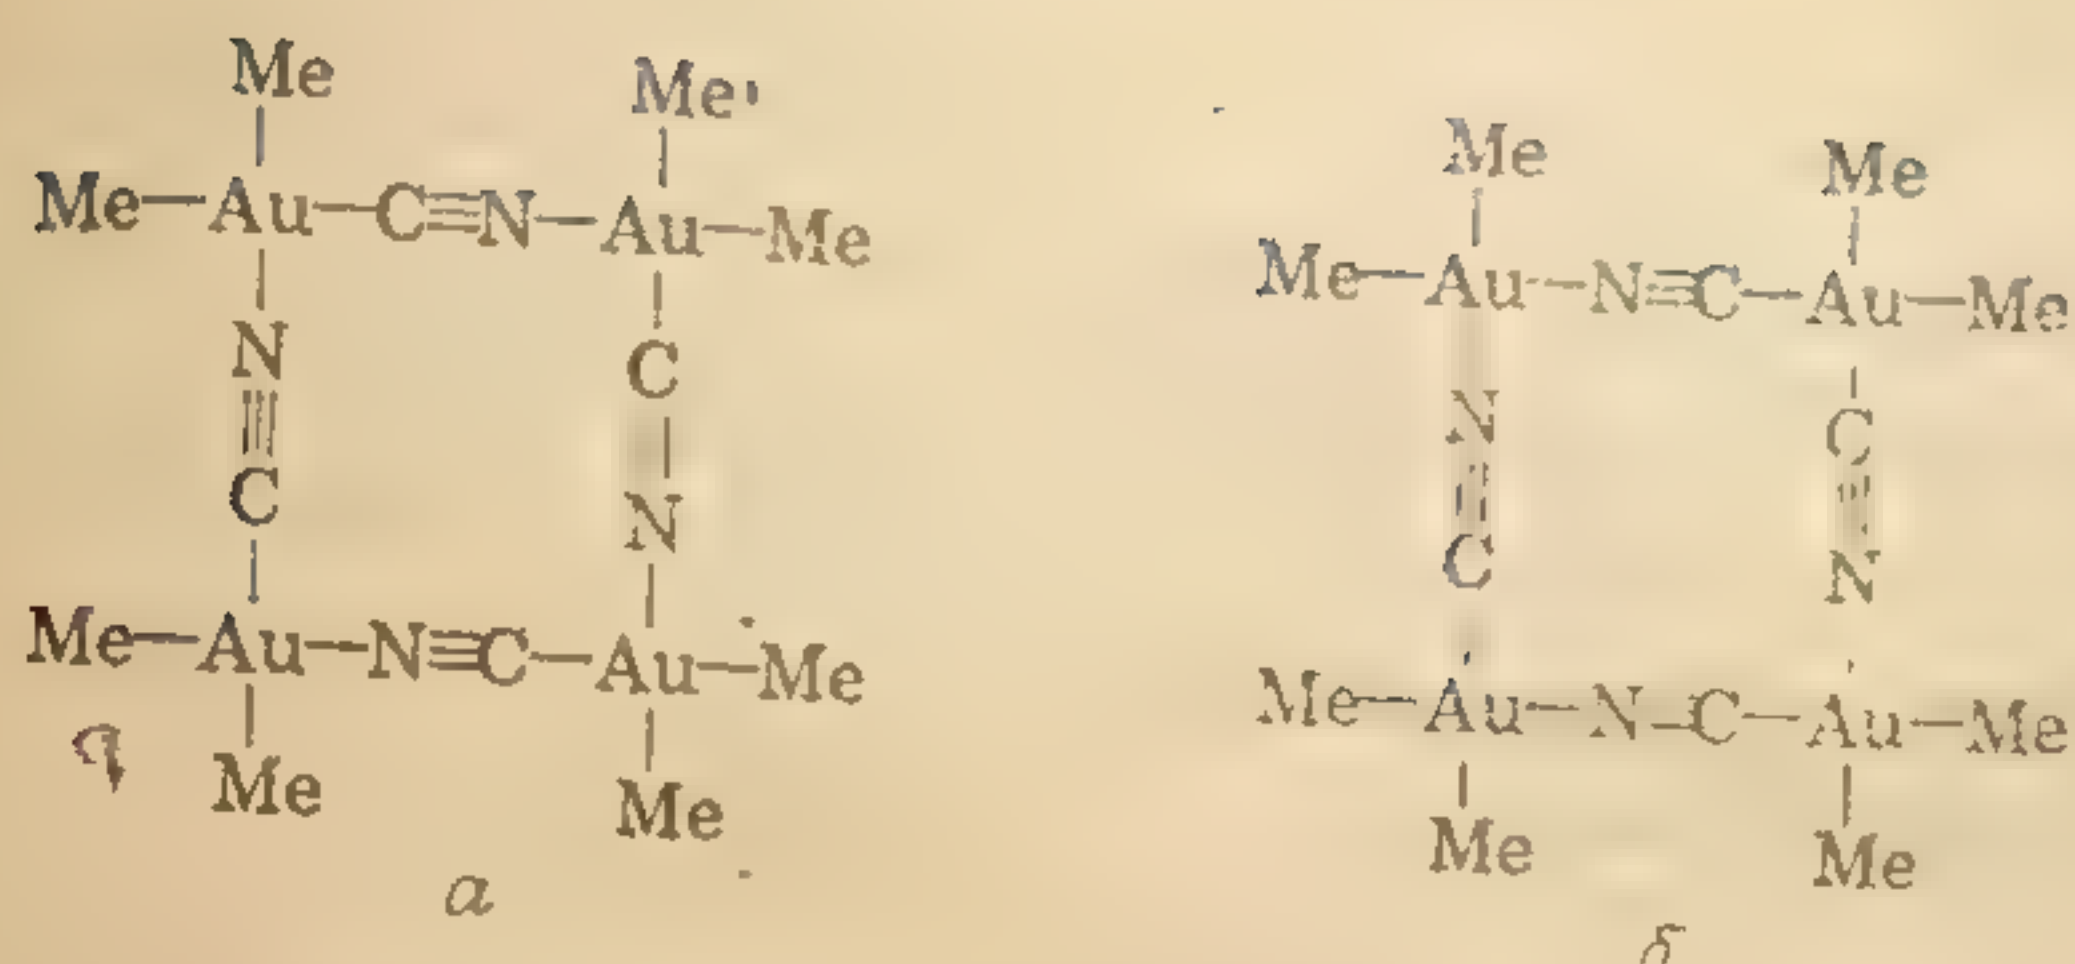 Me Me Me Me
Me—Au—C≡N—Au—Me Me—Au—N≡C—Au—Me
N C N C
C N C N
Me—Au—N≡C—Au—Me Me—Au—N–C—Au—Me
Me Me Me Me
а б